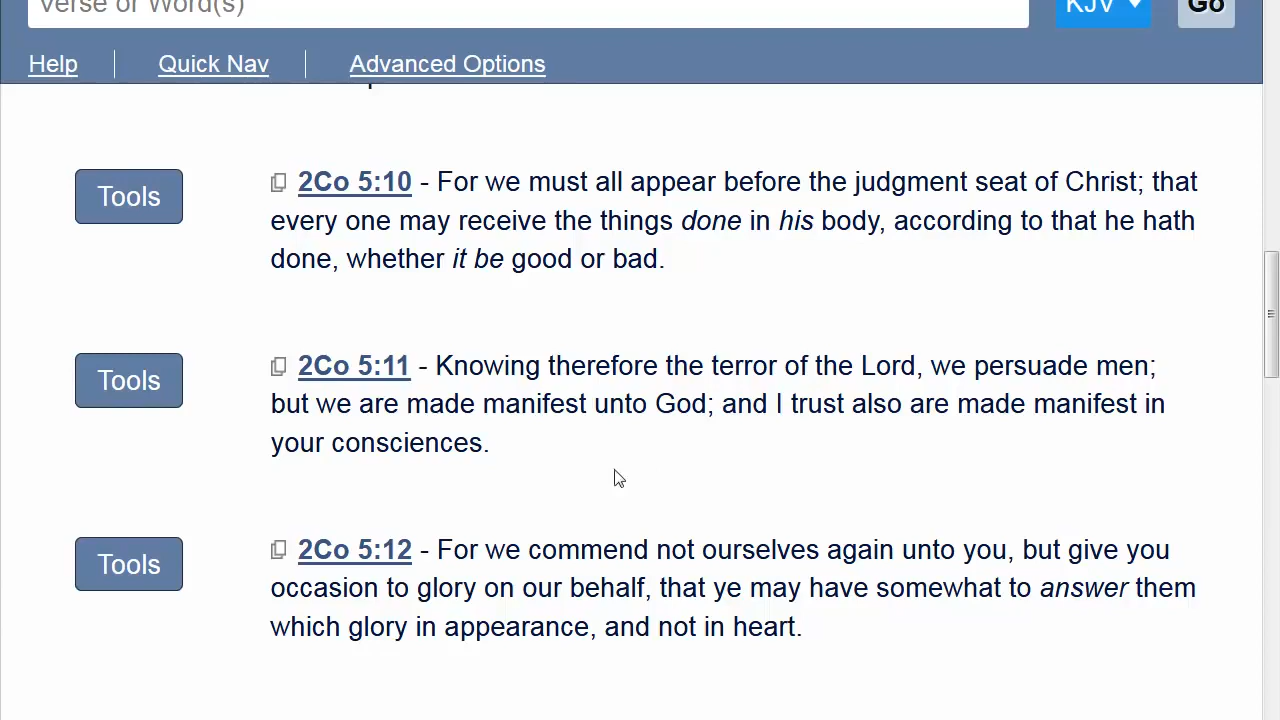 Verse or Word(s)
KJV
Go
Help
Quick Nav
Advanced Options
Tools
2Co 5:10 - For we must all appear before the judgment seat of Christ; that
every one may receive the things done in his body, according to that he hath
done, whether it be good or bad.
Tools
2Co 5:11 - Knowing therefore the terror of the Lord, we persuade men;
but we are made manifest unto God; and I trust also are made manifest in
your consciences.
Tools
2Co 5:12 - For we commend not ourselves again unto you, but give you
occasion to glory on our behalf, that ye may have somewhat to answer them
which glory in appearance, and not in heart.